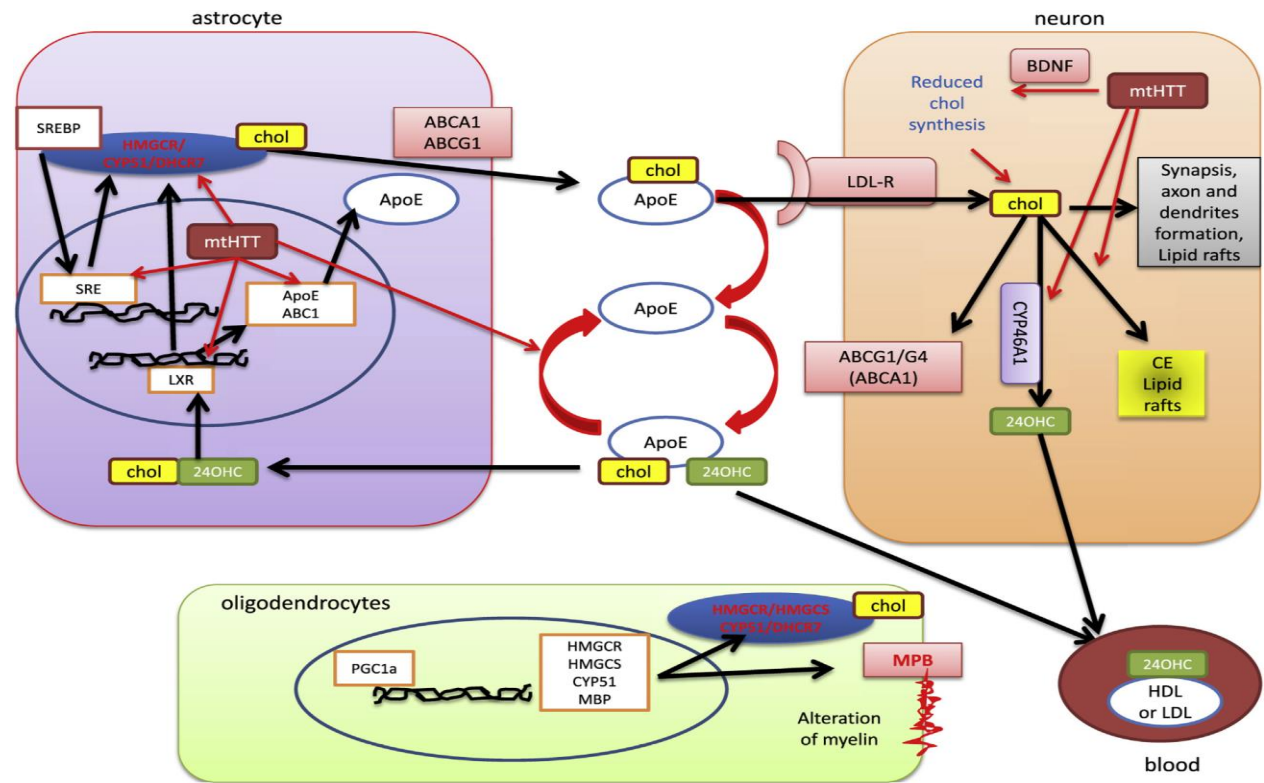 astrocyte
SREBP
HMGCR/
CYP51/DHCR7
chol
ABCA1
ABCG1
ApoE
mtHTT
SRE
ApoE
ABC1
LXR
chol
24OHC
chol
ApoE
ApoE
ApoE
chol
24OHC
neuron
LDL-R
Reduced
chol
synthesis
BDNF
mtHTT
chol
Synapsis,
axon and
dendrites
formation,
Lipid rafts
ABCG1/G4
(ABCA1)
CYP46A1
CE
Lipid
rafts
24OHC
oligodendrocytes
PGC1a
HMGCR
HMGCS
CYP51
MBP
HMGCR/HMGCS
CYP51/DHCR7
chol
MPB
Alteration
of myelin
24OHC
HDL
or LDL
blood